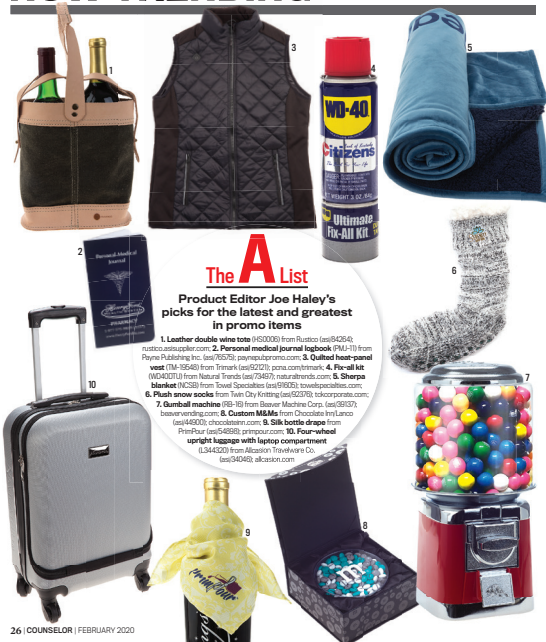 1
3
4
5
WD-40
Citizens
NET WEIGHT 3 OZ.
Ultimate
Fix-All Kit
2
Personal-Medical
Journal
PHARMACY
6
The A List
Product Editor Joe Haley's
picks for the latest and greatest
in promo items
1. Leather double wine tote (HS0006) from Rustico (asi/84264);
rustico.asisupplier.com; 2. Personal medical journal logbook (PMJ-11) from
Payne Publishing Inc. (asi/76575); paynepubpromo.com; 3. Quilted heat-panel
vest (TM-19548) from Trimark (asi/92121); pcna.com/trimark; 4. Fix-all kit
(WD400TU) from Natural Trends (asi/73497); naturaltrends.com; 5. Sherpa
blanket (NCSB) from Towel Specialties (asi/91605); towelspecialties.com;
6. Plush snow socks from Twin City Knitting (asi/92376); tckcorporate.com;
7. Gumball machine (RB-16) from Beaver Machine Corp. (asi/39137);
beavervending.com; 8. Custom M&Ms from Chocolate Inn/Lanco
(asi/44900); chocolateinn.com; 9. Silk bottle drape from
PrimPour (asi/54898); primpour.com; 10. Four-wheel
upright luggage with laptop compartment
(L344320) from Allcasion Travelware Co.
(asi/34046); allcasion.com
10
7
9
PrimPour
8
m
26 | COUNSELOR | FEBRUARY 2020